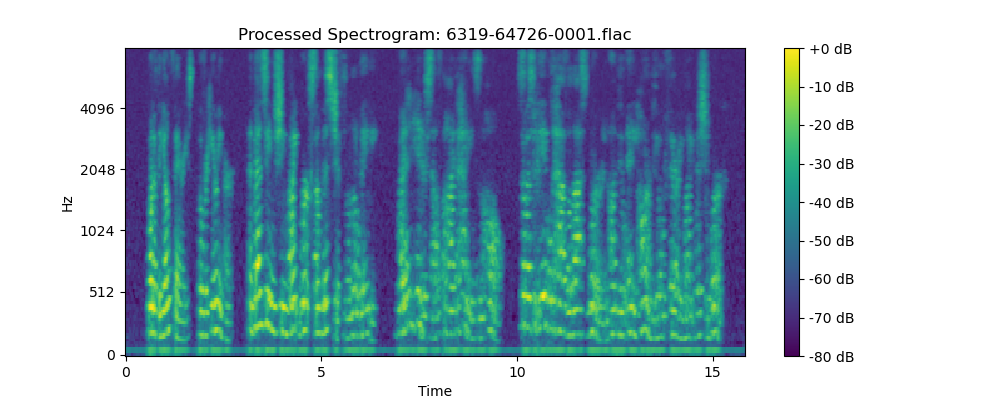 Processed Spectrogram: 6319-64726-0001.flac
Hz
4096
2048
1024
512
0
0
5
10
15
Time
+0 dB
-10 dB
-20 dB
-30 dB
-40 dB
-50 dB
-60 dB
-70 dB
-80 dB